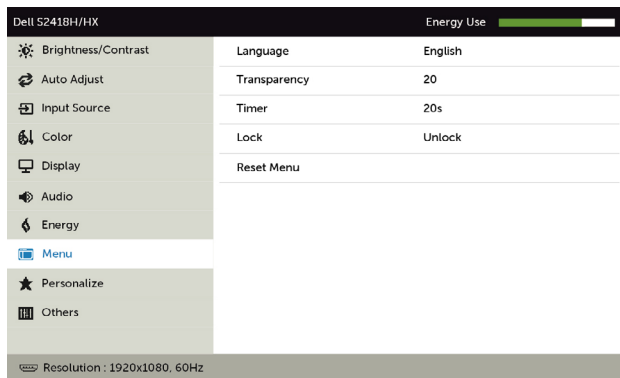 Dell S2418H/HX Energy Use
Brightness/Contrast
Auto Adjust
Input Source
Color
Display
Audio
Energy
Menu
Personalize
Others
Language English
Transparency 20
Timer 20s
Lock Unlock
Reset Menu
Resolution : 1920x1080, 60Hz